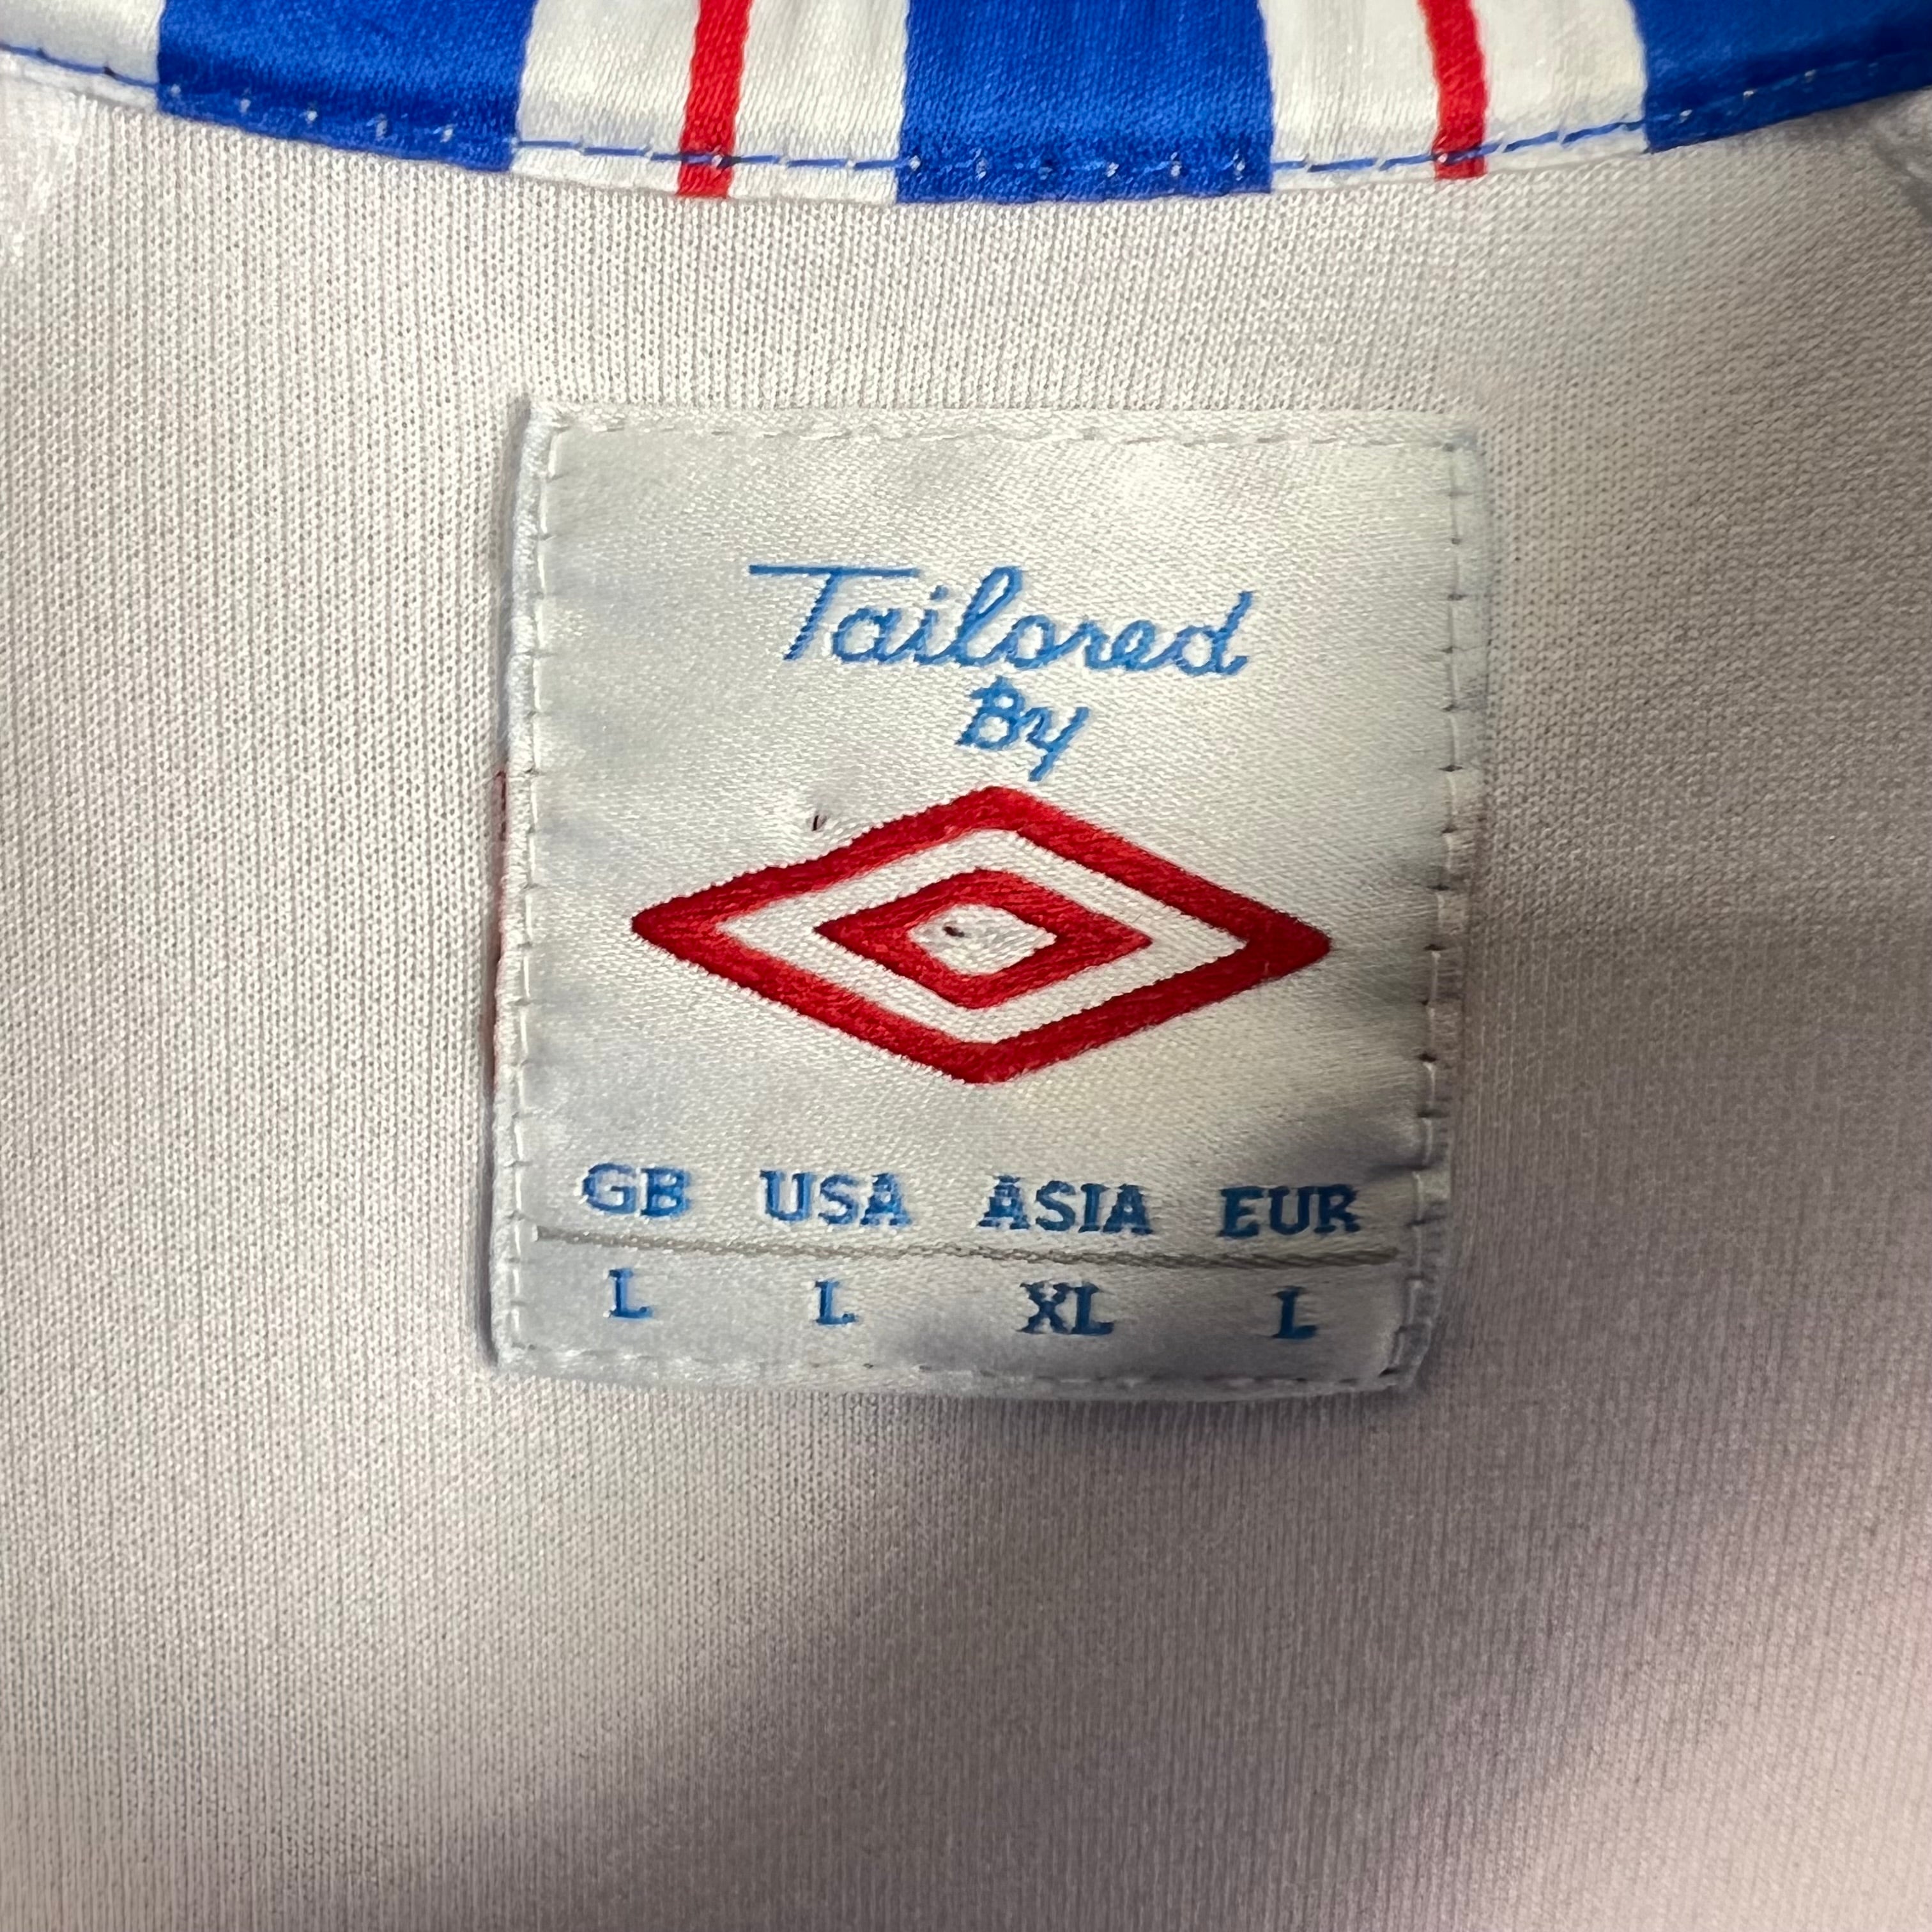 Tailored
By
GB USA ASIA EUR
L L XL L